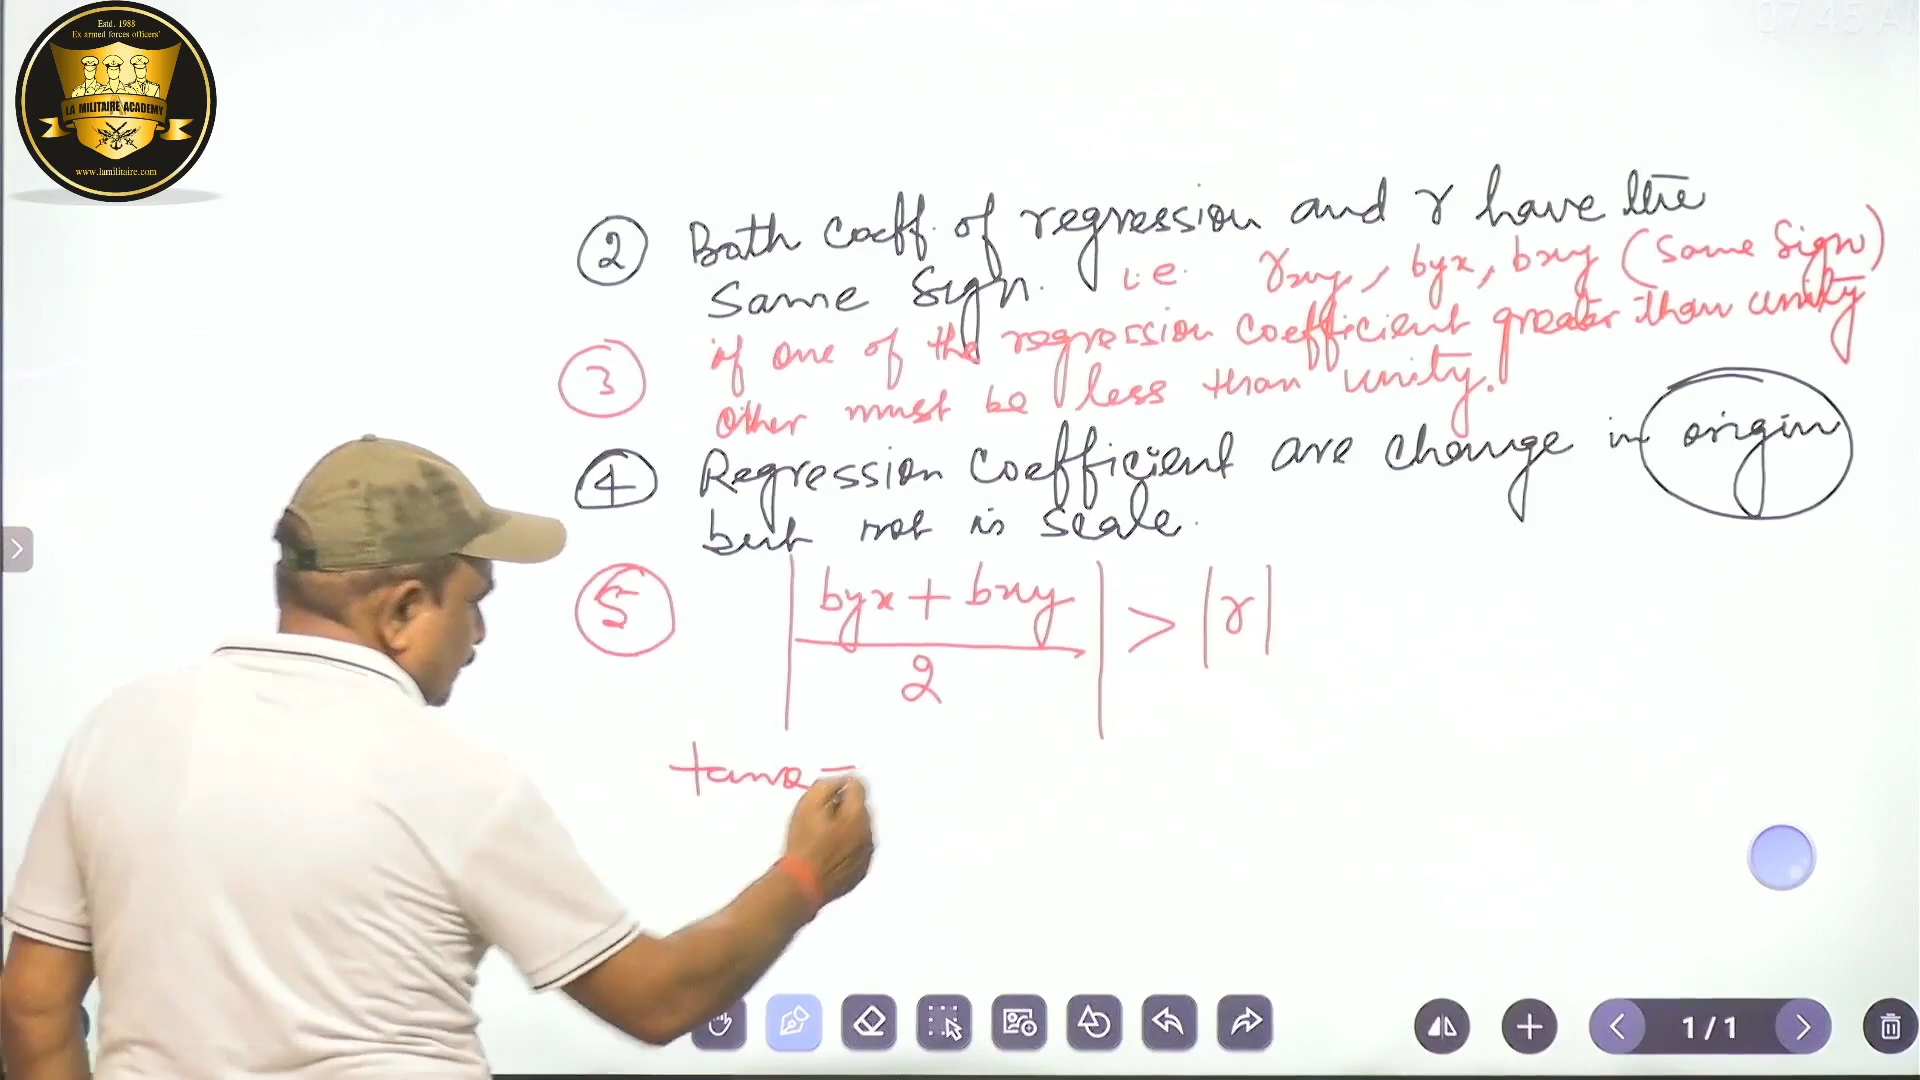 Estd. 1988
Ex armed forces officers'
LA MILITAIRE ACADEMY
www.lamilitaire.com
07:45 A
② Both coeff. of regression and r have the
same sign. i.e. rxy, byx, bxy (same sign)
③ if one of the regression coefficient greater than unity
other must be less than unity.
④ Regression coefficient are change in origin
but not is scale.
⑤ | byx + bxy / 2 | > |r|
tanθ =
1/1